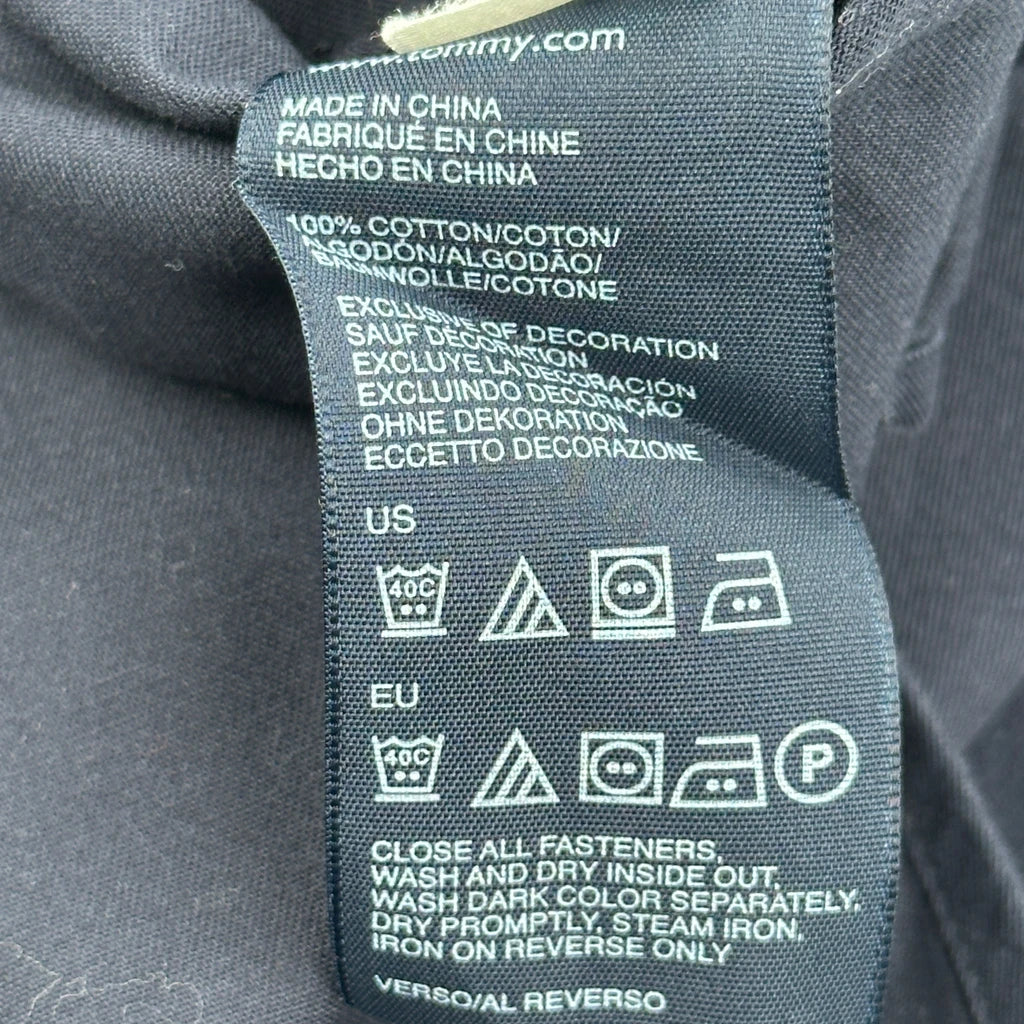 www.tommy.com
MADE IN CHINA
FABRIQUÉ EN CHINE
HECHO EN CHINA
100% COTTON/COTON/
ALGODÓN/ALGODÃO/
BAUMWOLLE/COTONE
EXCLUSIVE OF DECORATION
SAUF DÉCORATION
EXCLUYE LA DECORACIÓN
EXCLUINDO DECORAÇÃO
OHNE DEKORATION
ECCETTO DECORAZIONE
US
40C
EU
40C P
CLOSE ALL FASTENERS,
WASH AND DRY INSIDE OUT,
WASH DARK COLOR SEPARATELY,
DRY PROMPTLY, STEAM IRON,
IRON ON REVERSE ONLY
VERSO/AL REVERSO